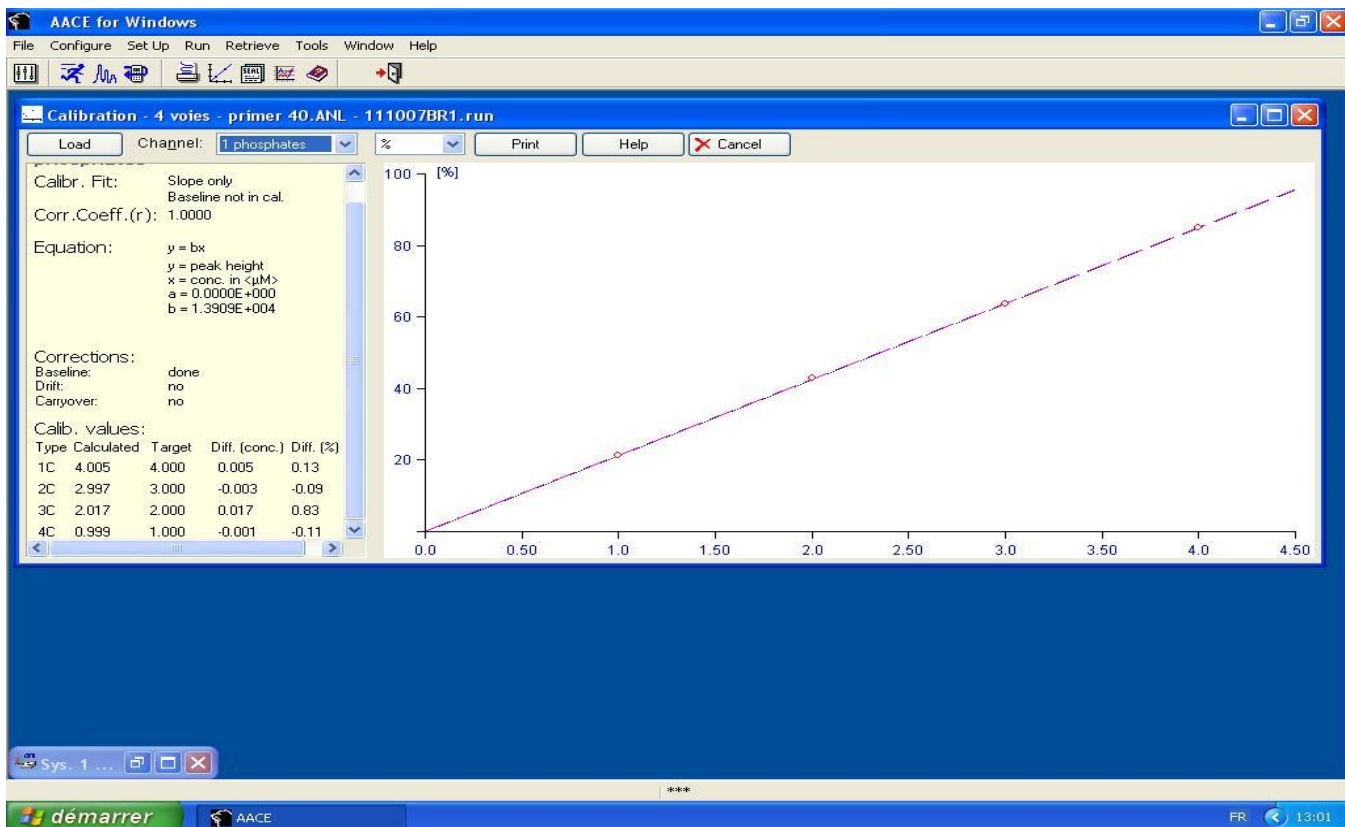 AACE for Windows
File Configure Set Up Run Retrieve Tools Window Help
Calibration - 4 voies - primer 40.ANL - 111007BR1.run
Load Channel: 1 phosphates % Print Help Cancel
Calibr. Fit: Slope only
Baseline not in cal.
Corr.Coeff.(r): 1.0000
Equation: y = bx
y = peak height
x = conc. in <µM>
a = 0.0000E+000
b = 1.3909E+004
Corrections:
Baseline: done
Drift: no
Carryover: no
Calib. values:
Type Calculated Target Diff. (conc.) Diff. (%)
1C 4.005 4.000 0.005 0.13
2C 2.997 3.000 -0.003 -0.09
3C 2.017 2.000 0.017 0.83
4C 0.999 1.000 -0.001 -0.11
100 [%]
80
60
40
20
0.0 0.50 1.0 1.50 2.0 2.50 3.0 3.50 4.0 4.50
Sys. 1 ...
***
démarrer AACE FR 13:01